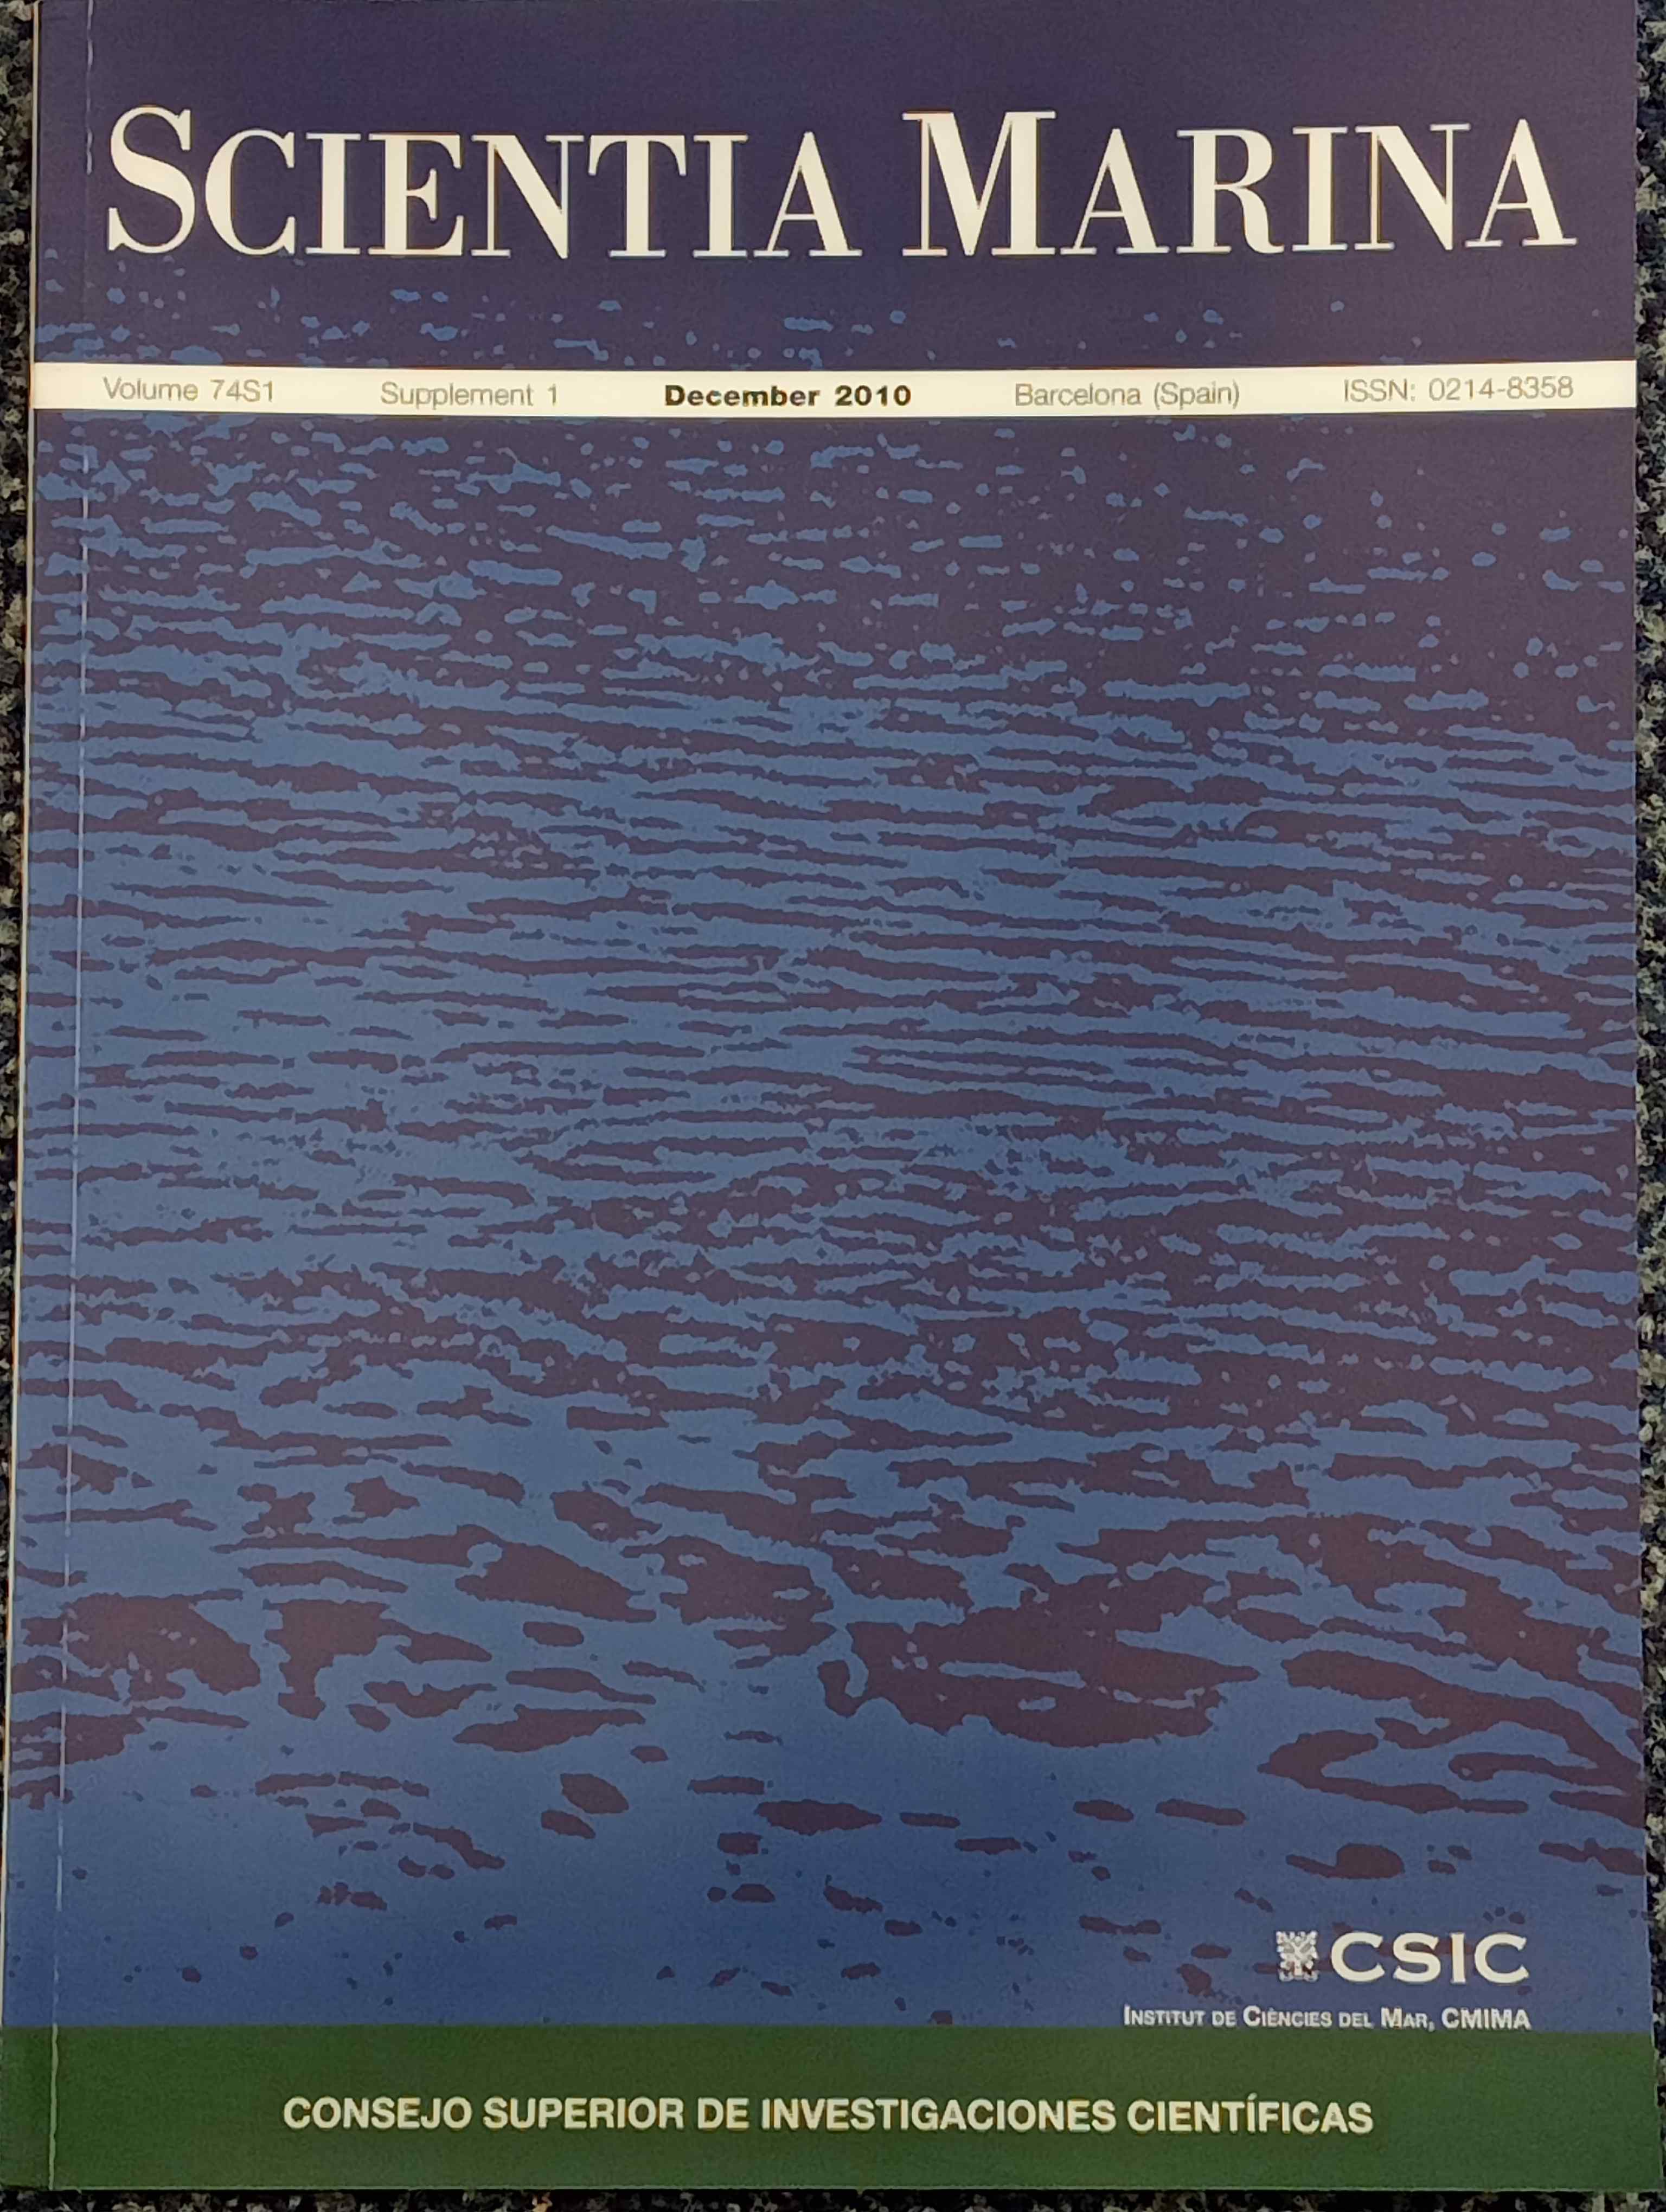 SCIENTIA MARINA
Volume 74S1 Supplement 1 December 2010 Barcelona (Spain) ISSN: 0214-8358
CSIC
INSTITUT DE CIÈNCIES DEL MAR, CMIMA
CONSEJO SUPERIOR DE INVESTIGACIONES CIENTÍFICAS